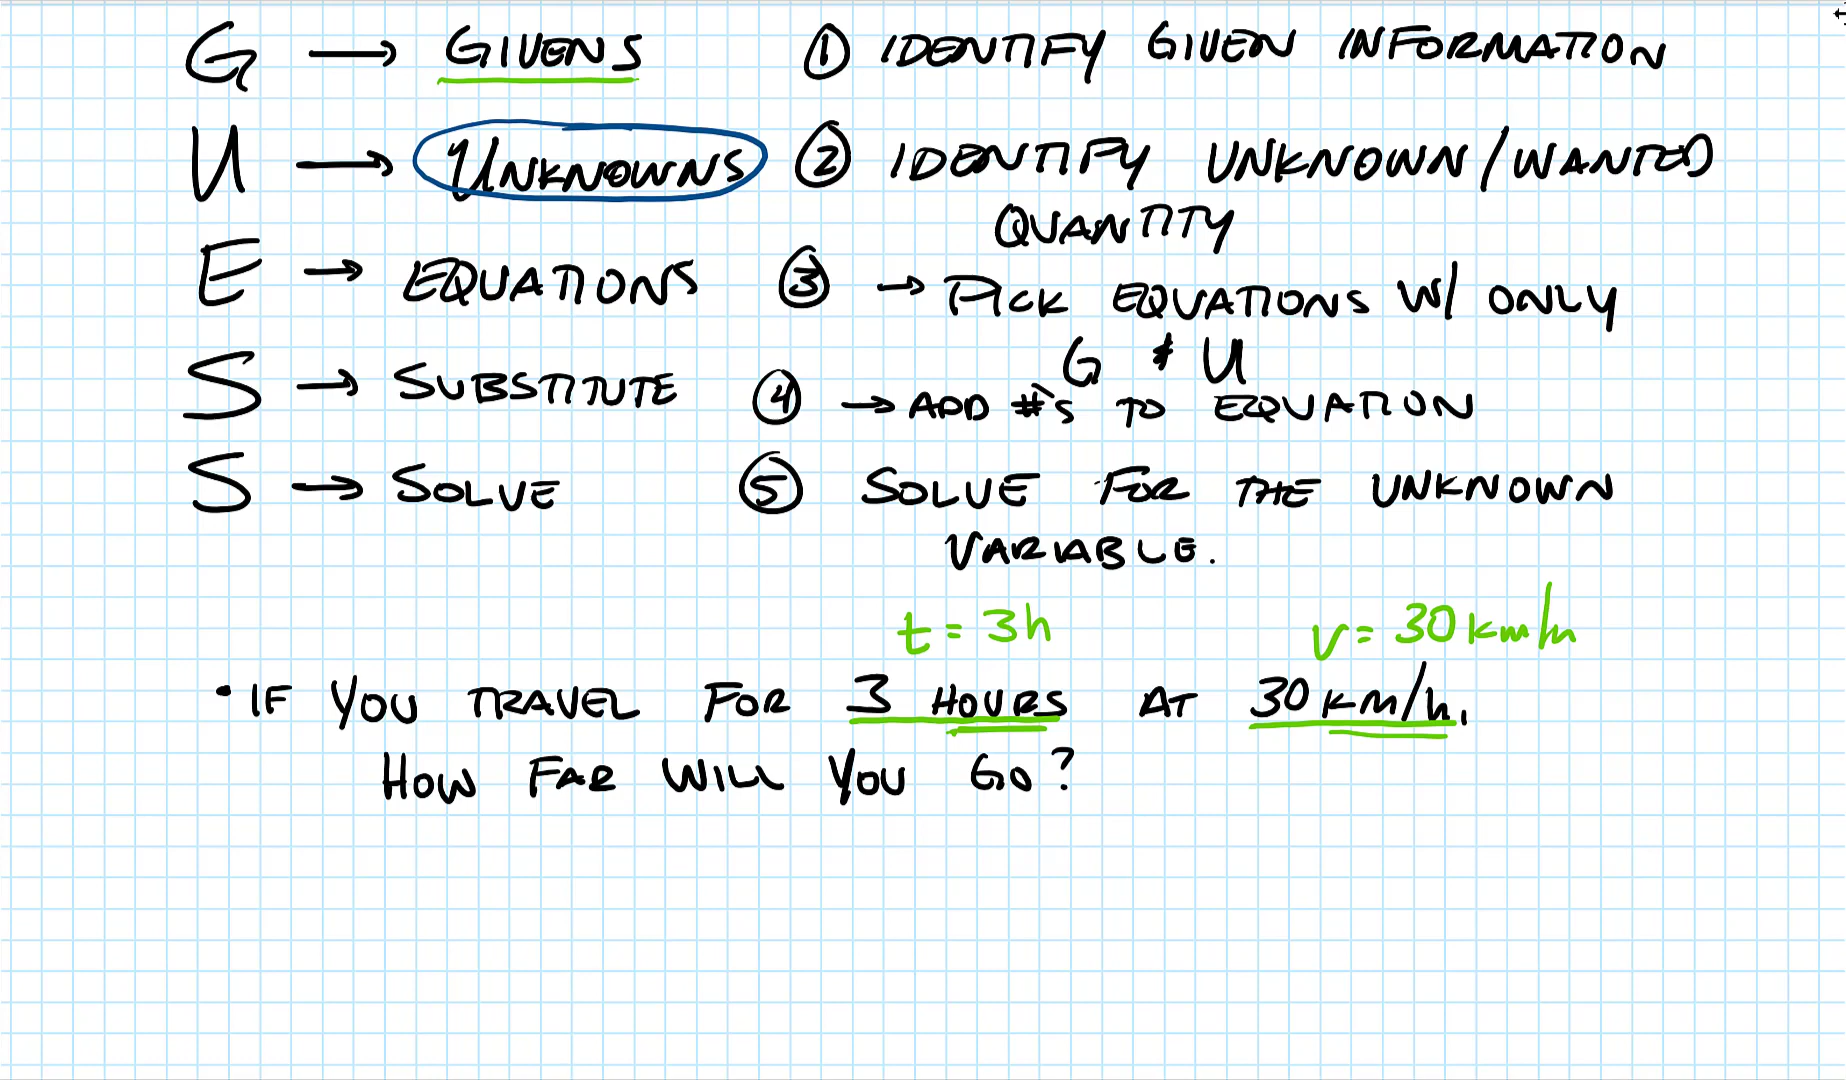 G → GIVENS ① IDENTIFY GIVEN INFORMATION
U → UNKNOWNS ② IDENTIFY UNKNOWN/WANTED
QUANTITY
E → EQUATIONS ③ → PICK EQUATIONS W/ ONLY
G & U
S → SUBSTITUTE ④ → ADD #'s TO EQUATION
S → SOLVE ⑤ SOLVE FOR THE UNKNOWN
VARIABLE.
t = 3h v = 30 km/h
• IF YOU TRAVEL FOR 3 HOURS AT 30 KM/h,
HOW FAR WILL YOU GO?